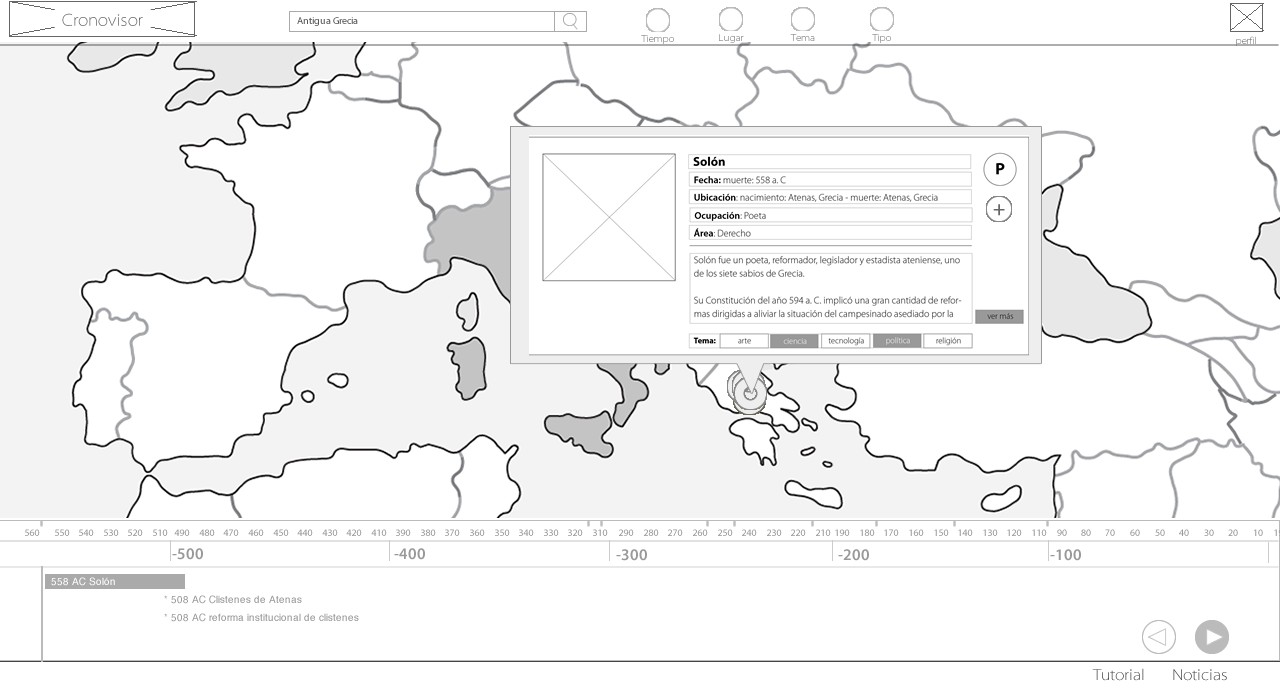 Cronovisor
Antigua Grecia
Tiempo
Lugar
Tema
Tipo
perfil
Solón
Fecha: muerte: 558 a. C
Ubicación: nacimiento: Atenas, Grecia - muerte: Atenas, Grecia
Ocupación: Poeta
Área: Derecho
P
Solón fue un poeta, reformador, legislador y estadista ateniense, uno
de los siete sabios de Grecia.
Su Constitución del año 594 a. C. implicó una gran cantidad de refor-
mas dirigidas a aliviar la situación del campesinado asediado por la
ver más
Tema: arte ciencia tecnología política religión
560 550 540 530 520 510 490 480 470 460 450 440 430 420 410 390 380 370 360 350 340 330 320 310 290 280 270 260 250 240 230 220 210 190 180 170 160 150 140 130 120 110 90 80 70 60 50 40 30 20 10
-500 -400 -300 -200 -100
558 AC Solón
* 508 AC Clistenes de Atenas
* 508 AC reforma institucional de clistenes
Tutorial Noticias